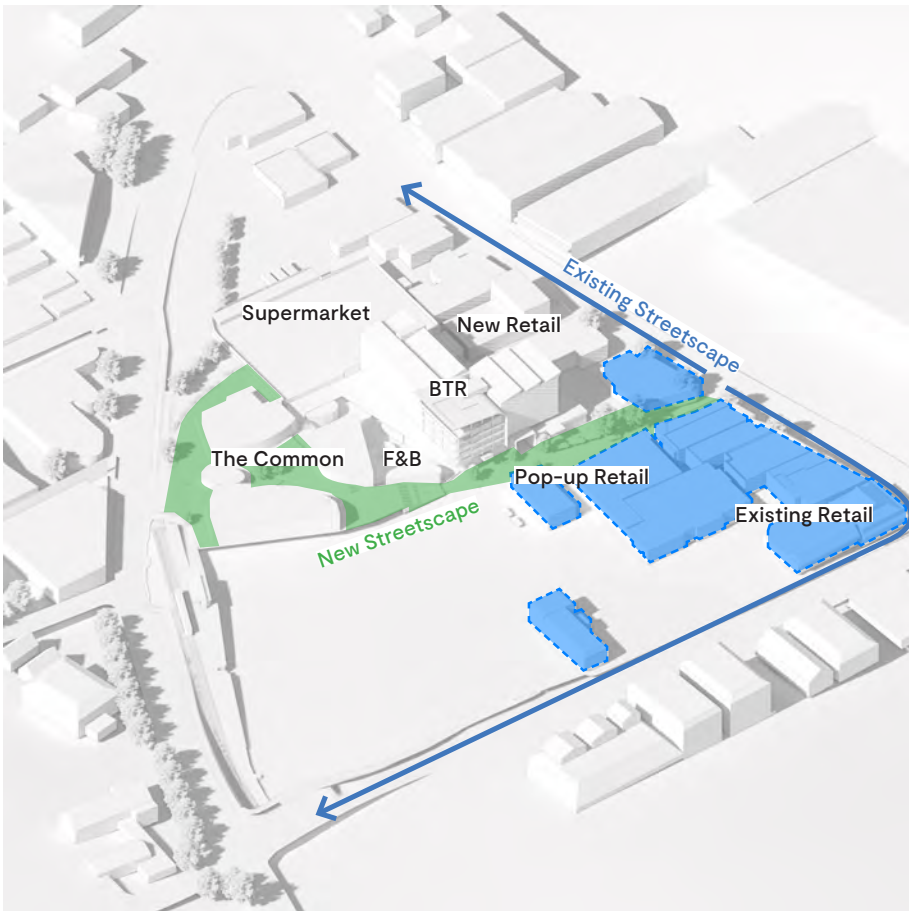 Existing Streetscape
Supermarket
New Retail
BTR
The Common
F&B
Pop-up Retail
Existing Retail
New Streetscape